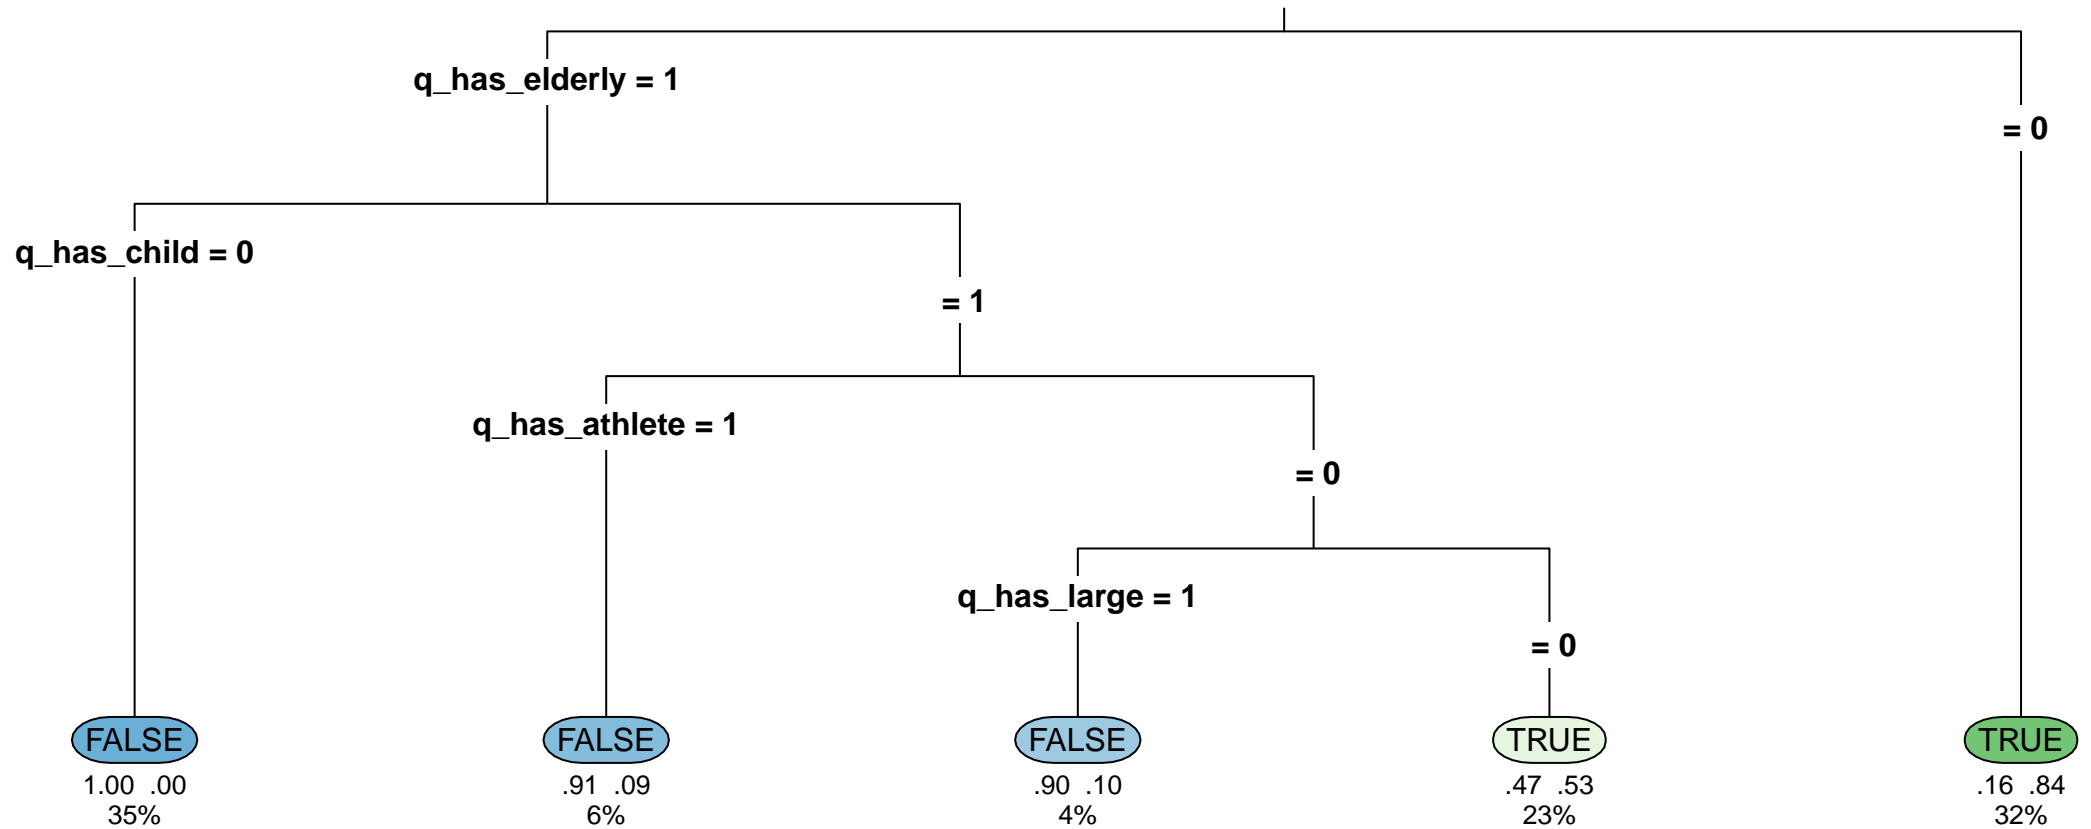 q_has_elderly = 1
= 0
q_has_child = 0
= 1
q_has_athlete = 1
= 0
q_has_large = 1
= 0
FALSE FALSE FALSE TRUE TRUE
1.00 .00 .91 .09 .90 .10 .47 .53 .16 .84
35% 6% 4% 23% 32%